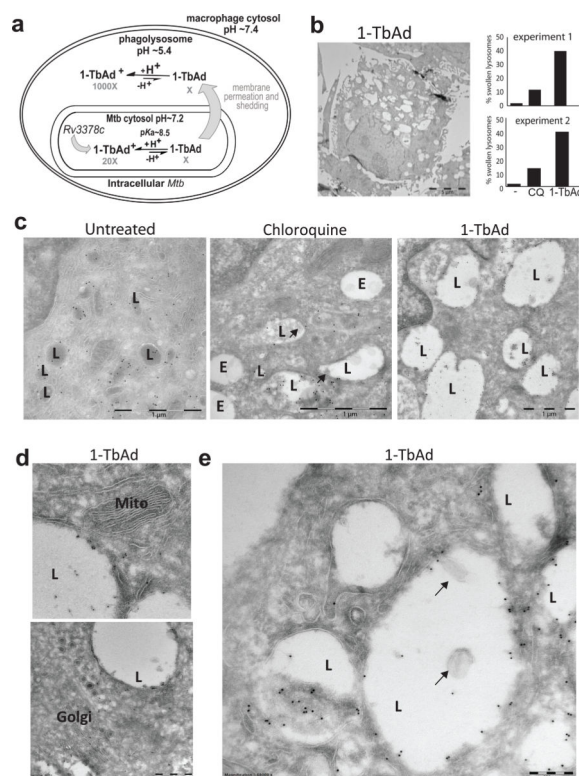 a
macrophage cytosol
pH ~7.4
phagolysosome
pH ~5.4
1-TbAd+ +H+ 1-TbAd
1000X -H+ X
membrane
permeation and
shedding
Mtb cytosol pH~7.2
Rv3378c
pKa~8.5
1-TbAd+ +H+ 1-TbAd
20X -H+ X
Intracellular Mtb
b
1-TbAd
experiment 1
% swollen lysosomes
40
30
20
10
0
experiment 2
% swollen lysosomes
50
40
30
20
10
0
- CQ 1-TbAd
c
Untreated
L
L
L
L
L
1 µm
Chloroquine
E
L
L
E
L
L
E
1 µm
1-TbAd
L
L
L
L
L
L
1 µm
d
1-TbAd
Mito
L
L
Golgi
e
1-TbAd
L
L
L
L
L